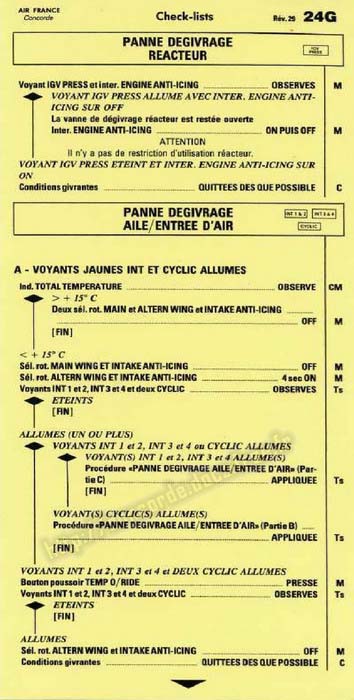 AIR FRANCE
Concorde
Check-lists
Rév. 29 24G
PANNE DEGIVRAGE
REACTEUR
IGV
PRESS
Voyant IGV PRESS et inter. ENGINE ANTI-ICING OBSERVES M
VOYANT IGV PRESS ALLUME AVEC INTER. ENGINE ANTI-
ICING SUR OFF
La vanne de dégivrage réacteur est restée ouverte
Inter. ENGINE ANTI-ICING ON PUIS OFF M
ATTENTION
Il n'y a pas de restriction d'utilisation réacteur.
VOYANT IGV PRESS ETEINT ET INTER. ENGINE ANTI-ICING SUR
ON
Conditions givrantes QUITTEES DES QUE POSSIBLE C
PANNE DEGIVRAGE
AILE/ENTREE D'AIR
INT 1 & 2 INT 3 & 4
CYCLIC
A - VOYANTS JAUNES INT ET CYCLIC ALLUMES
Ind. TOTAL TEMPERATURE OBSERVE CM
> + 15° C
Deux sél. rot. MAIN et ALTERN WING et INTAKE ANTI-ICING
OFF M
[FIN]
< + 15° C
Sél. rot. MAIN WING ET INTAKE ANTI-ICING OFF M
Sél. rot. ALTERN WING ET INTAKE ANTI-ICING 4 sec ON M
Voyants INT 1 et 2, INT 3 et 4 et deux CYCLIC OBSERVES Ts
ETEINTS
[FIN]
ALLUMES (UN OU PLUS)
VOYANTS INT 1 et 2, INT 3 et 4 ou CYCLIC ALLUMES
VOYANT(S) INT 1 et 2, INT 3 et 4 ALLUME(S)
Procédure «PANNE DEGIVRAGE AILE/ENTREE D'AIR» (Par-
tie C) APPLIQUEE Ts
[FIN]
VOYANT(S) CYCLIC(S) ALLUME(S)
Procédure «PANNE DEGIVRAGE AILE/ENTREE D'AIR» (Partie B)
APPLIQUEE Ts
[FIN]
VOYANTS INT 1 et 2, INT 3 et 4 et DEUX CYCLIC ALLUMES
Bouton poussoir TEMP O/RIDE PRESSE M
Voyants INT 1 et 2, INT 3 et 4 et deux CYCLIC OBSERVES Ts
ETEINTS
[FIN]
ALLUMES
Sél. rot. ALTERN WING et INTAKE ANTI-ICING OFF M
Conditions givrantes QUITTEES DES QUE POSSIBLE C